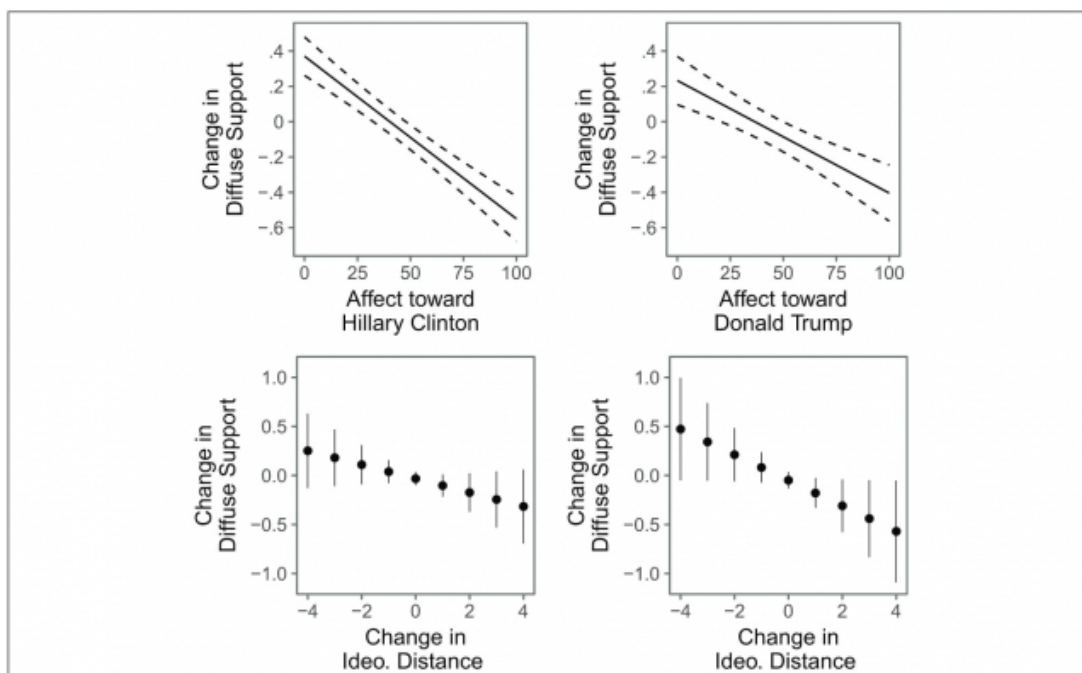 Change in
Diffuse Support
.4
.2
0
−.2
−.4
−.6
0 25 50 75 100
Affect toward
Hillary Clinton
Change in
Diffuse Support
.4
.2
0
−.2
−.4
−.6
0 25 50 75 100
Affect toward
Donald Trump
Change in
Diffuse Support
1.0
0.5
0.0
−0.5
−1.0
−4 −2 0 2 4
Change in
Ideo. Distance
Change in
Diffuse Support
1.0
0.5
0.0
−0.5
−1.0
−4 −2 0 2 4
Change in
Ideo. Distance